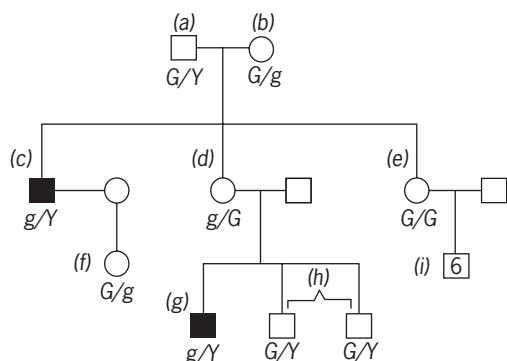 (a) (b)
G/Y G/g
(c) (d) (e)
g/Y g/G G/G
(f) (h) (i) 6
G/g
(g)
g/Y G/Y G/Y